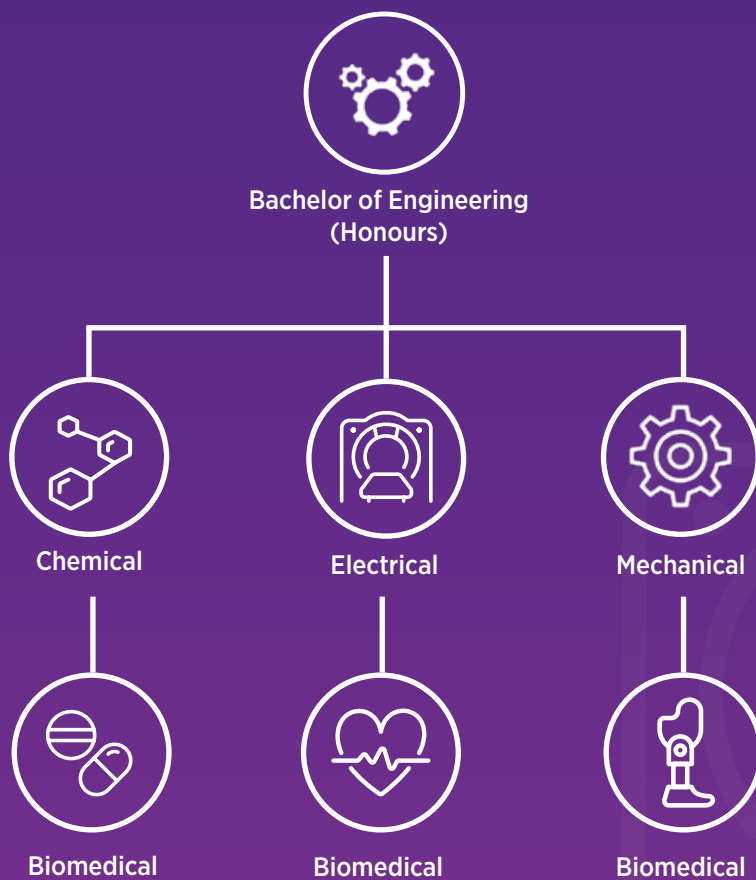 Bachelor of Engineering
(Honours)
Chemical
Electrical
Mechanical
Biomedical
Biomedical
Biomedical